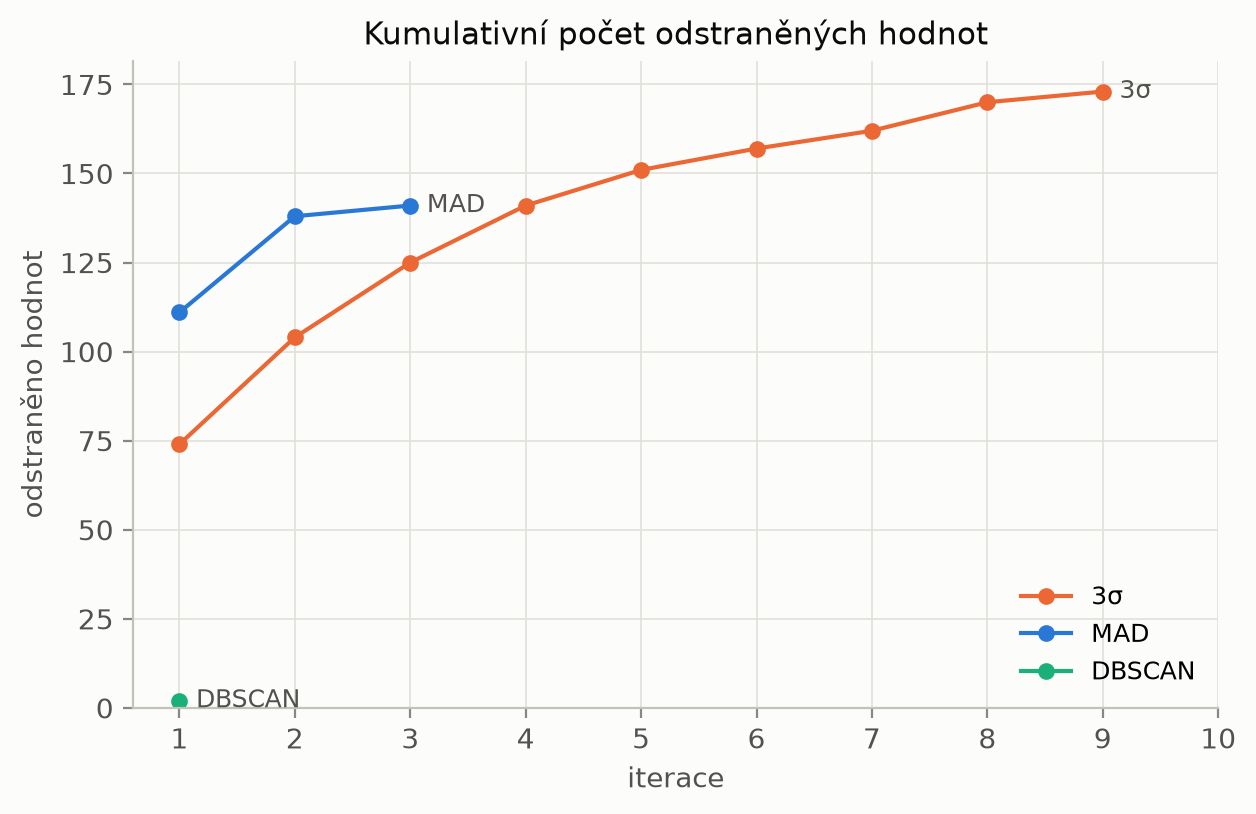 Kumulativní počet odstraněných hodnot
odstraněno hodnot
175
150
125
100
75
50
25
0
3σ
MAD
DBSCAN
3σ
MAD
DBSCAN
1 2 3 4 5 6 7 8 9 10
iterace